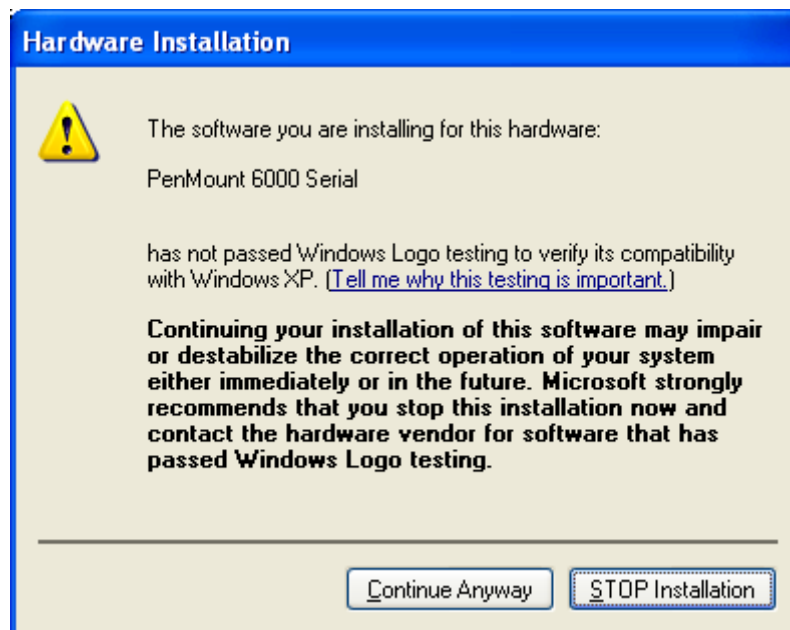 Hardware Installation
The software you are installing for this hardware:
PenMount 6000 Serial
has not passed Windows Logo testing to verify its compatibility
with Windows XP. (Tell me why this testing is important.)
Continuing your installation of this software may impair
or destabilize the correct operation of your system
either immediately or in the future. Microsoft strongly
recommends that you stop this installation now and
contact the hardware vendor for software that has
passed Windows Logo testing.
Continue Anyway STOP Installation